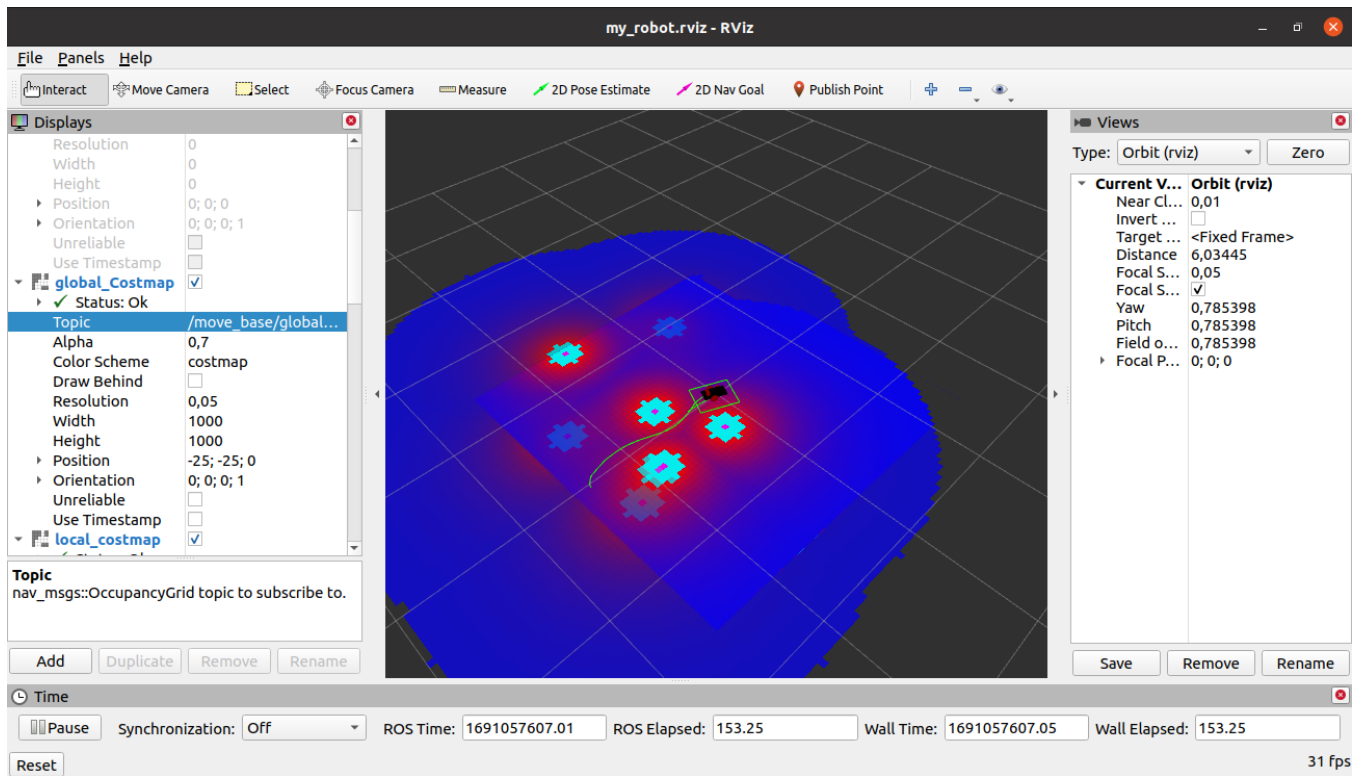 my_robot.rviz - RViz
File Panels Help
Interact Move Camera Select Focus Camera Measure 2D Pose Estimate 2D Nav Goal Publish Point
Displays
Resolution 0
Width 0
Height 0
Position 0; 0; 0
Orientation 0; 0; 0; 1
Unreliable
Use Timestamp
global_Costmap
Status: Ok
Topic /move_base/global...
Alpha 0,7
Color Scheme costmap
Draw Behind
Resolution 0,05
Width 1000
Height 1000
Position -25; -25; 0
Orientation 0; 0; 0; 1
Unreliable
Use Timestamp
local_costmap
Topic
nav_msgs::OccupancyGrid topic to subscribe to.
Add Duplicate Remove Rename
Views
Type: Orbit (rviz) Zero
Current V... Orbit (rviz)
Near Cl... 0,01
Invert ...
Target ... <Fixed Frame>
Distance 6,03445
Focal S... 0,05
Focal S...
Yaw 0,785398
Pitch 0,785398
Field o... 0,785398
Focal P... 0; 0; 0
Save Remove Rename
Time
Pause Synchronization: Off ROS Time: 1691057607.01 ROS Elapsed: 153.25 Wall Time: 1691057607.05 Wall Elapsed: 153.25
Reset 31 fps